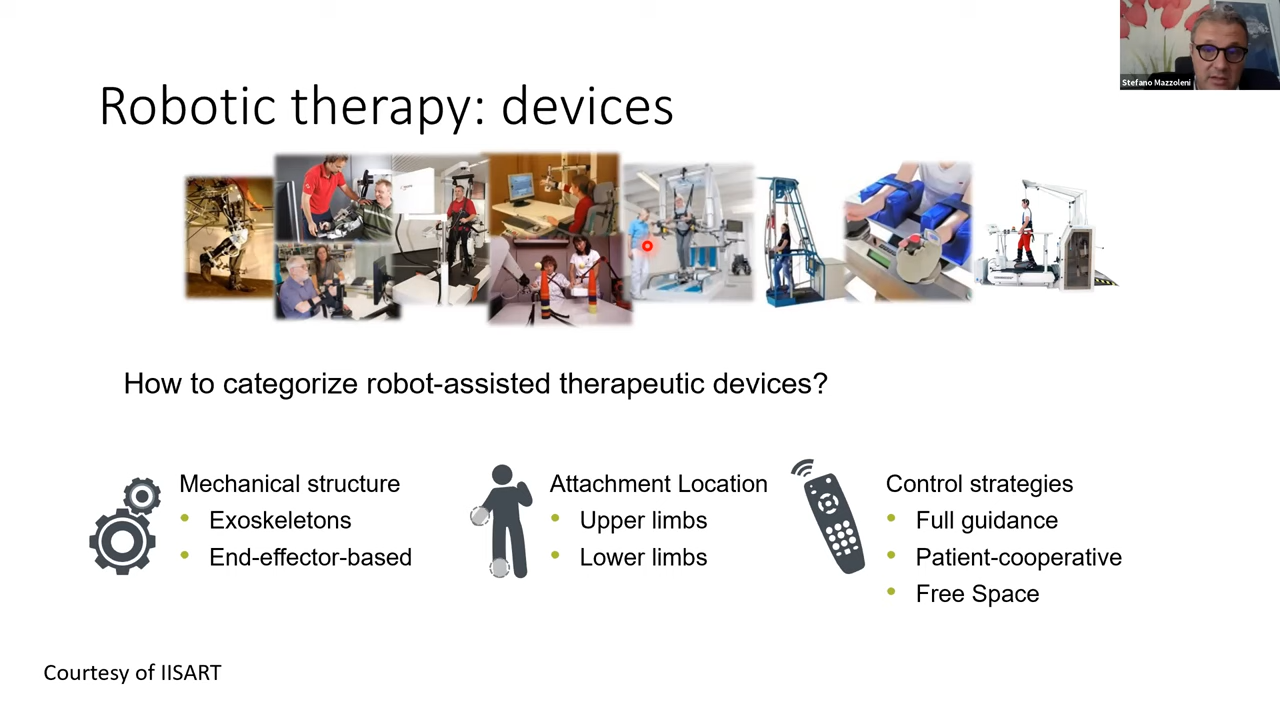 Stefano Mazzoleni
Robotic therapy: devices
How to categorize robot-assisted therapeutic devices?
Mechanical structure
• Exoskeletons
• End-effector-based
Attachment Location
• Upper limbs
• Lower limbs
Control strategies
• Full guidance
• Patient-cooperative
• Free Space
Courtesy of IISART